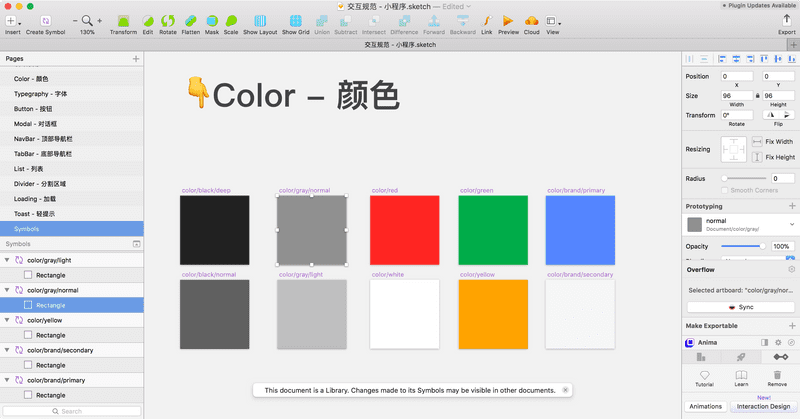 交互规范 - 小程序.sketch — Edited
Plugin Updates Available
Insert
Create Symbol
130%
Transform
Edit
Rotate
Flatten
Mask
Scale
Show Layout
Show Grid
Union
Subtract
Intersect
Difference
Forward
Backward
Link
Preview
Cloud
View
Export
交互规范 - 小程序.sketch
Pages
Color - 颜色
Typegraphy - 字体
Button - 按钮
Modal - 对话框
NavBar - 顶部导航栏
TabBar - 底部导航栏
List - 列表
Divider - 分割区域
Loading - 加载
Toast - 轻提示
Symbols
Symbols
color/gray/light
Rectangle
color/gray/normal
Rectangle
color/yellow
Rectangle
color/brand/secondary
Rectangle
color/brand/primary
Rectangle
Search
👇Color - 颜色
color/black/deep
color/gray/normal
color/red
color/green
color/brand/primary
color/black/normal
color/gray/light
color/white
color/yellow
color/brand/secondary
This document is a Library. Changes made to its Symbols may be visible in other documents.
Position
0
0
X
Y
Size
96
96
Width
Height
Transform
0°
Rotate
Flip
Resizing
Fix Width
Fix Height
Radius
0
Smooth Corners
Prototyping
normal
Document/color/gray/
Opacity
100%
Overflow
Selected artboard: "color/gray/nor...
Sync
Make Exportable
Anima
Tutorial
Learn
Remove
New!
Animations
Interaction Design